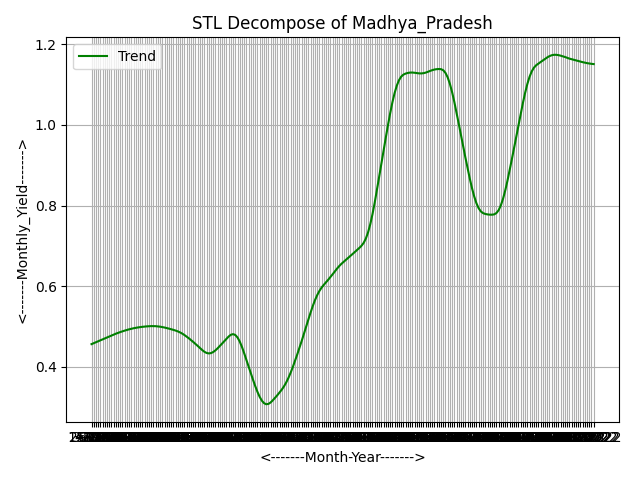 STL Decompose of Madhya_Pradesh
Trend
1.2
1.0
0.8
0.6
0.4
<------Monthly_Yield------->
<-------Month-Year------->